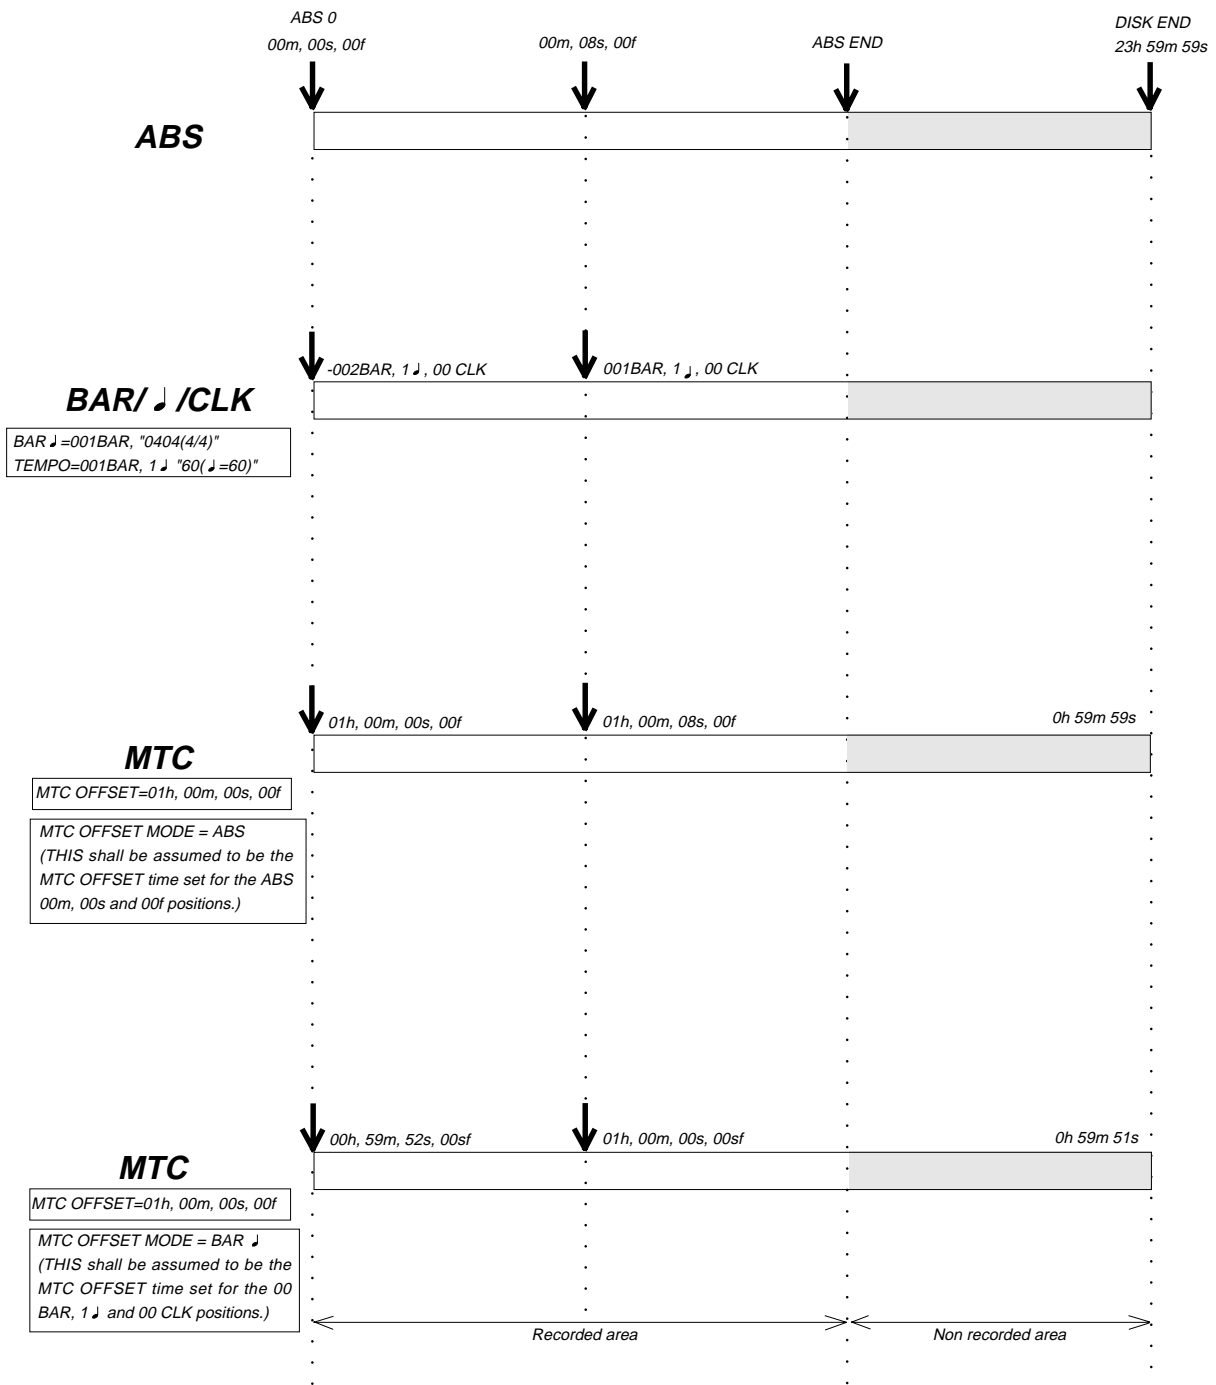 ABS 0
00m, 00s, 00f
00m, 08s, 00f
ABS END
DISK END
23h 59m 59s
ABS
-002BAR, 1♩, 00 CLK
001BAR, 1♩, 00 CLK
BAR/♩/CLK
BAR♩=001BAR, "0404(4/4)"
TEMPO=001BAR, 1♩ "60(♩=60)"
01h, 00m, 00s, 00f
01h, 00m, 08s, 00f
0h 59m 59s
MTC
MTC OFFSET=01h, 00m, 00s, 00f
MTC OFFSET MODE = ABS
(THIS shall be assumed to be the
MTC OFFSET time set for the ABS
00m, 00s and 00f positions.)
00h, 59m, 52s, 00sf
01h, 00m, 00s, 00sf
0h 59m 51s
MTC
MTC OFFSET=01h, 00m, 00s, 00f
MTC OFFSET MODE = BAR ♩
(THIS shall be assumed to be the
MTC OFFSET time set for the 00
BAR, 1♩ and 00 CLK positions.)
Recorded area
Non recorded area